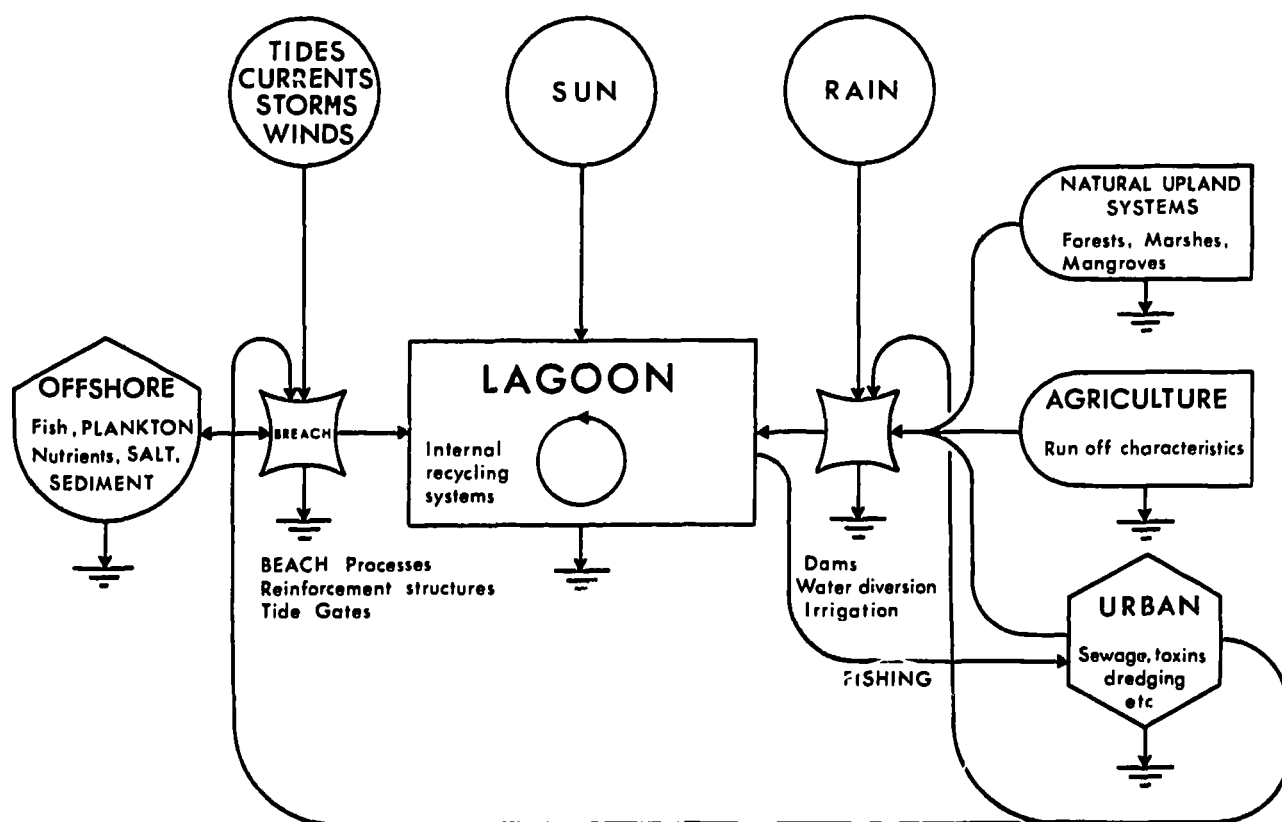 TIDES
CURRENTS
STORMS
WINDS
SUN
RAIN
NATURAL UPLAND
SYSTEMS
Forests, Marshes,
Mangroves
OFFSHORE
Fish, PLANKTON
Nutrients, SALT,
SEDIMENT
BREACH
LAGOON
Internal
recycling
systems
AGRICULTURE
Run off characteristics
BEACH Processes
Reinforcement structures
Tide Gates
Dams
Water diversion
Irrigation
FISHING
URBAN
Sewage, toxins
dredging
etc